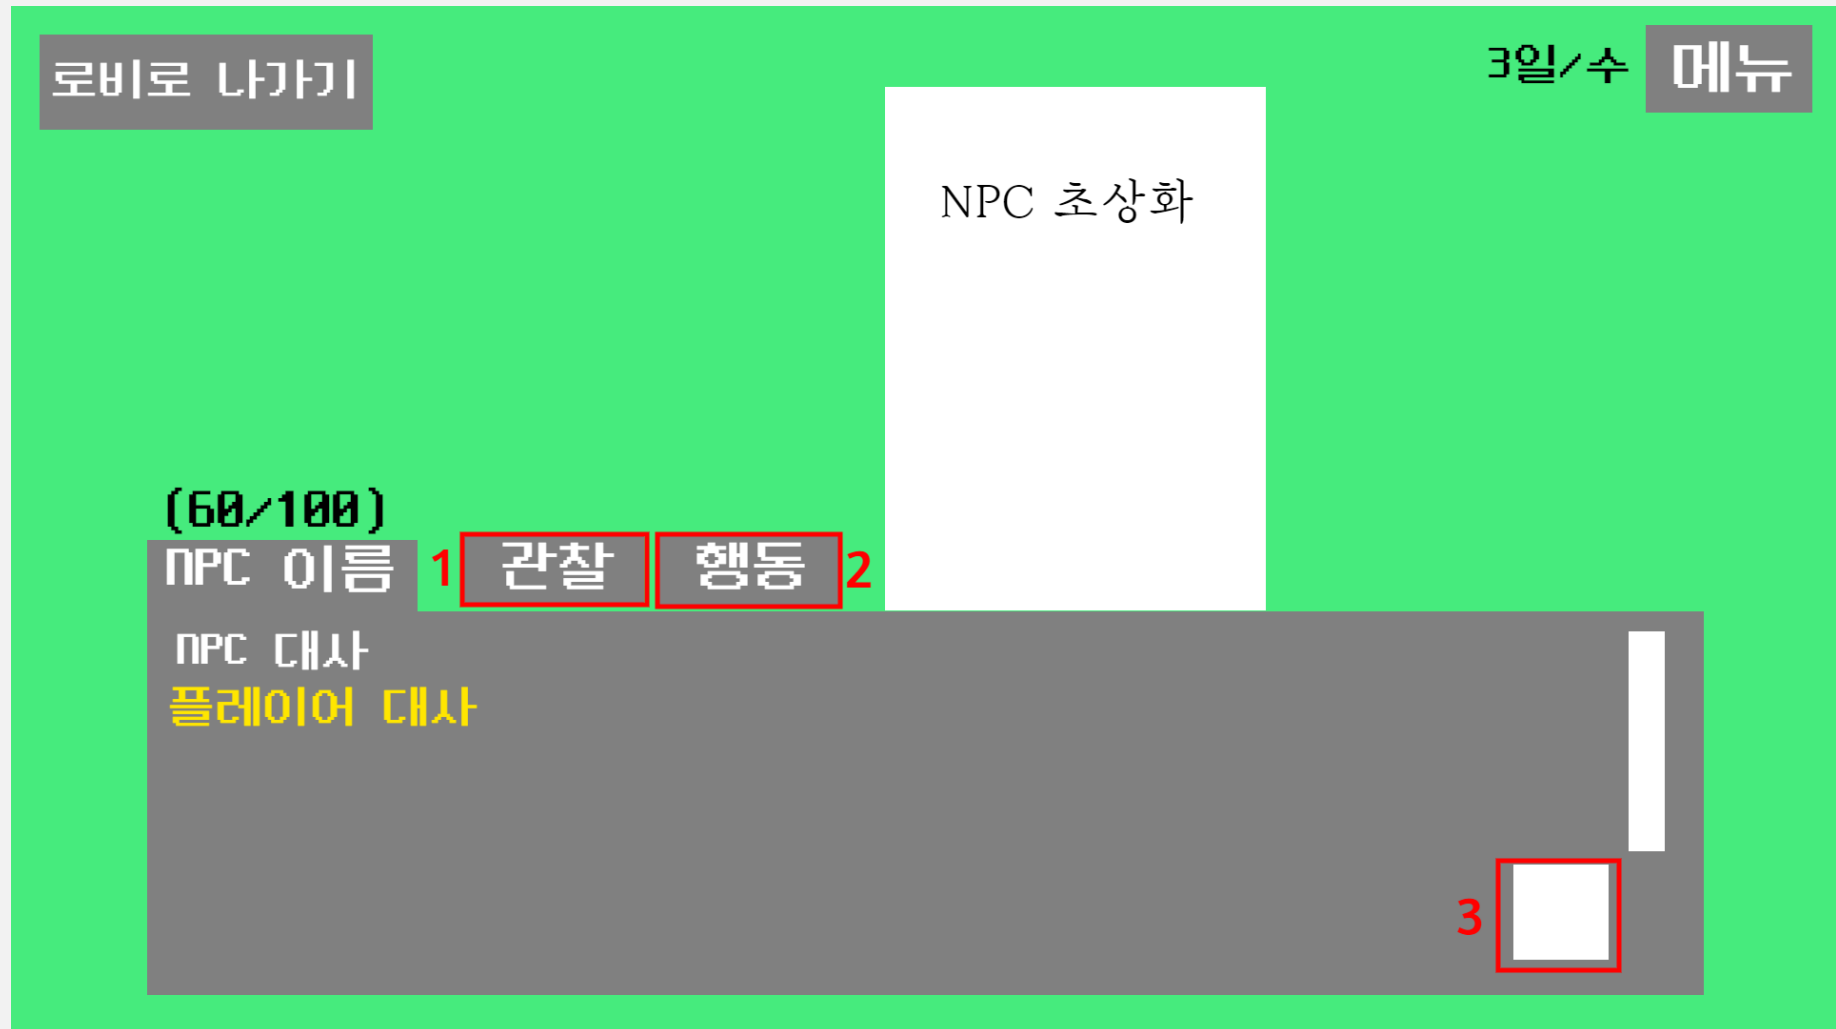 로비로 나가기
3일/수
메뉴
NPC 초상화
(60/100)
NPC 이름
1
관찰
행동
2
NPC 대사
플레이어 대사
3